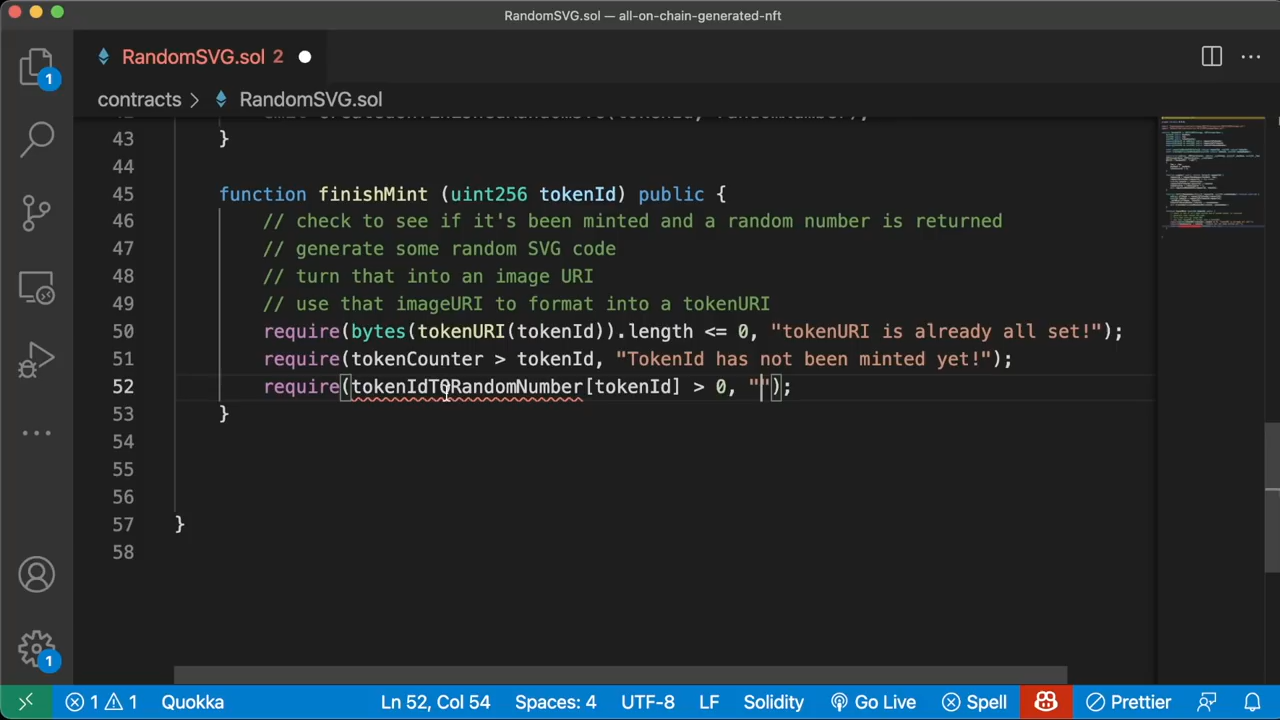 RandomSVG.sol — all-on-chain-generated-nft
RandomSVG.sol 2
contracts > RandomSVG.sol
43 }
44
45 function finishMint (uint256 tokenId) public {
46 // check to see if it's been minted and a random number is returned
47 // generate some random SVG code
48 // turn that into an image URI
49 // use that imageURI to format into a tokenURI
50 require(bytes(tokenURI(tokenId)).length <= 0, "tokenURI is already all set!");
51 require(tokenCounter > tokenId, "TokenId has not been minted yet!");
52 require(tokenIdTORandomNumber[tokenId] > 0, "");
53 }
54
55
56
57 }
58
1
1
1 1 Quokka Ln 52, Col 54 Spaces: 4 UTF-8 LF Solidity Go Live Spell Prettier